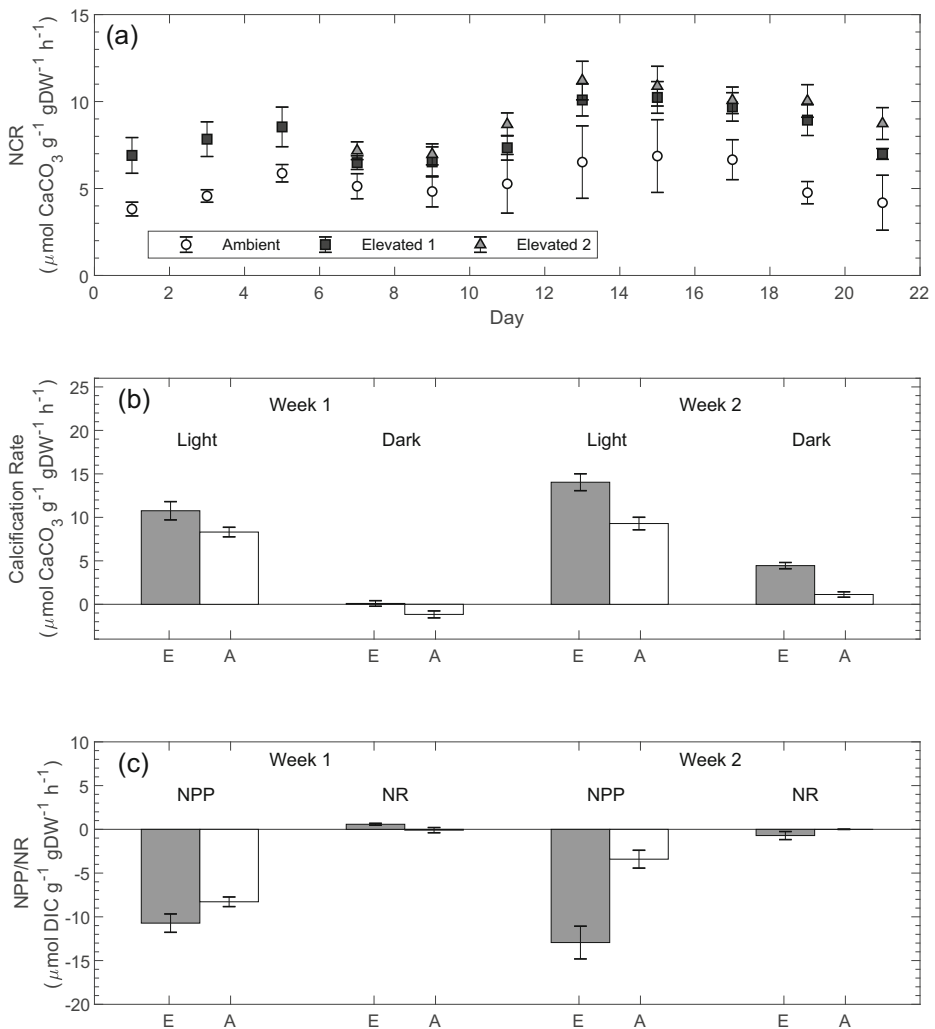 (a)
NCR
(μmol CaCO3 g-1 gDW-1 h-1)
15
10
5
0
Ambient Elevated 1 Elevated 2
0 2 4 6 8 10 12 14 16 18 20 22
Day
(b)
Week 1 Week 2
Light Dark Light Dark
Calcification Rate
(μmol CaCO3 g-1 gDW-1 h-1)
25
20
15
10
5
0
E A E A E A E A
(c)
Week 1 Week 2
NPP NR NPP NR
NPP/NR
(μmol DIC g-1 gDW-1 h-1)
10
5
0
-5
-10
-15
-20
E A E A E A E A